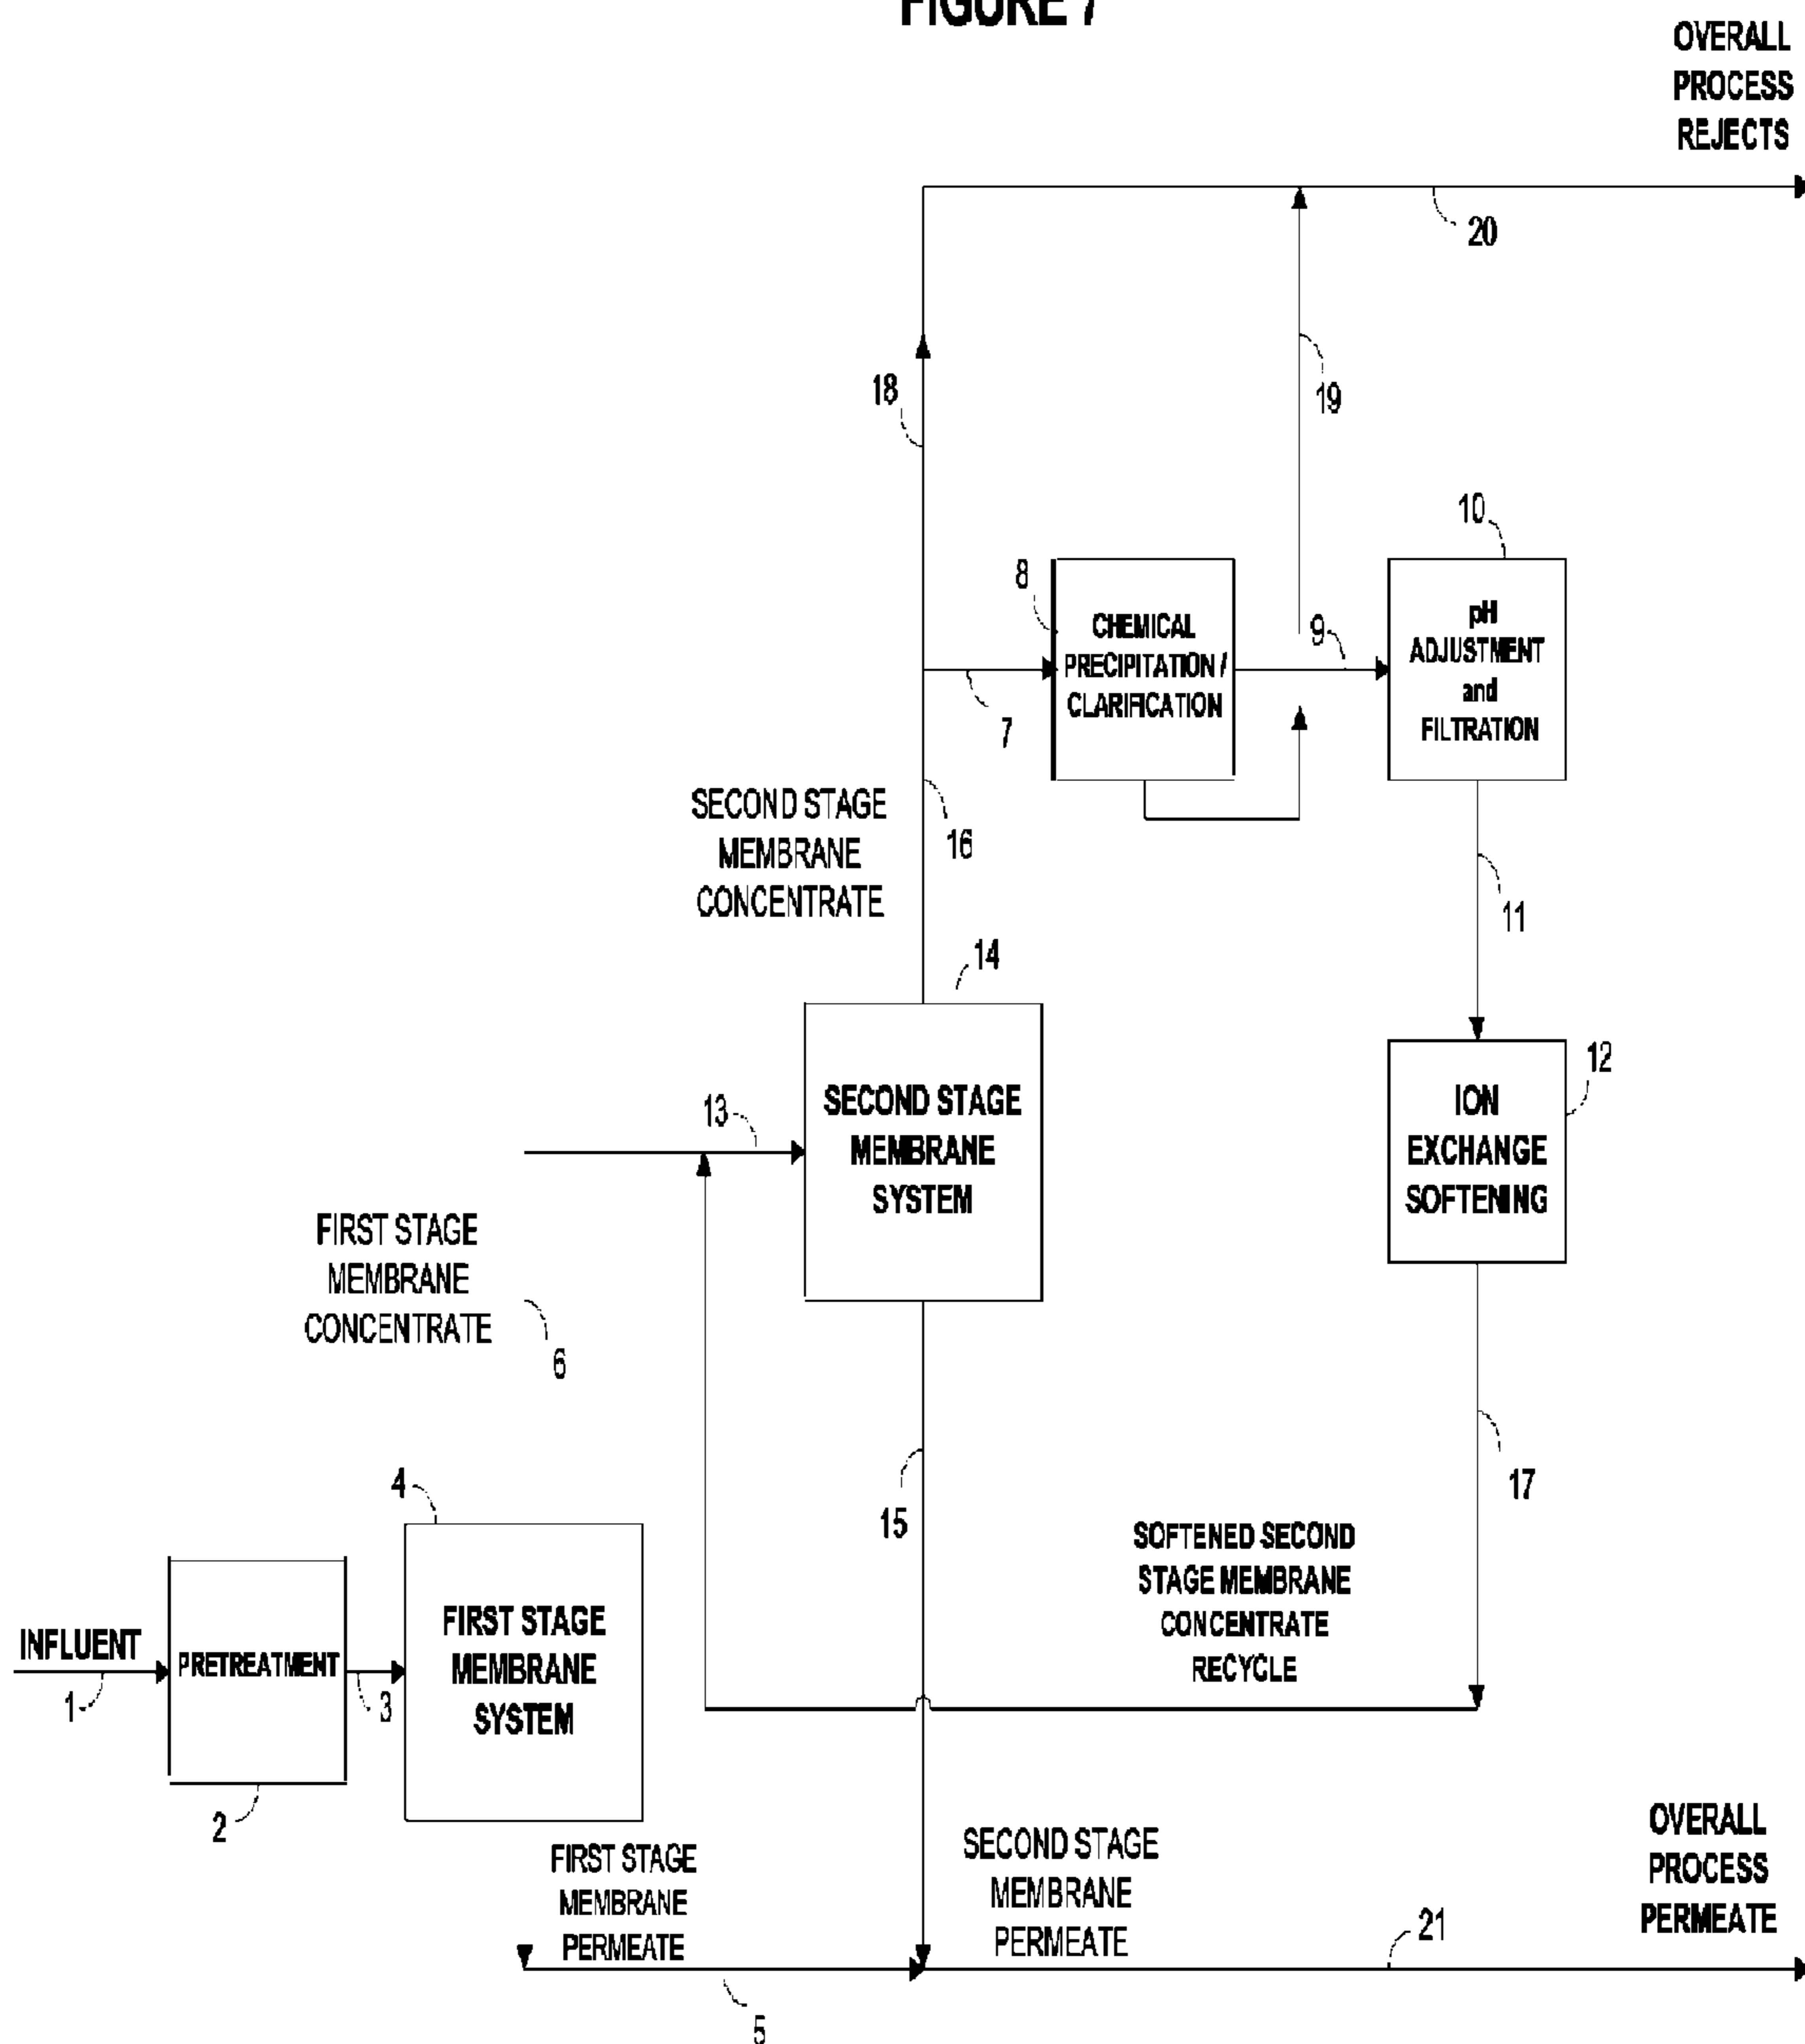 FIGURE 7
OVERALL
PROCESS
REJECTS
20
19
18
10
8
CHEMICAL
PRECIPITATION /
CLARIFICATION
9
pH
ADJUSTMENT
and
FILTRATION
7
SECOND STAGE
MEMBRANE
CONCENTRATE
16
11
14
12
13
SECOND STAGE
MEMBRANE
SYSTEM
ION
EXCHANGE
SOFTENING
FIRST STAGE
MEMBRANE
CONCENTRATE
6
4
15
17
SOFTENED SECOND
STAGE MEMBRANE
CONCENTRATE
RECYCLE
INFLUENT
1
PRETREATMENT
3
FIRST STAGE
MEMBRANE
SYSTEM
2
FIRST STAGE
MEMBRANE
PERMEATE
SECOND STAGE
MEMBRANE
PERMEATE
21
OVERALL
PROCESS
PERMEATE
5